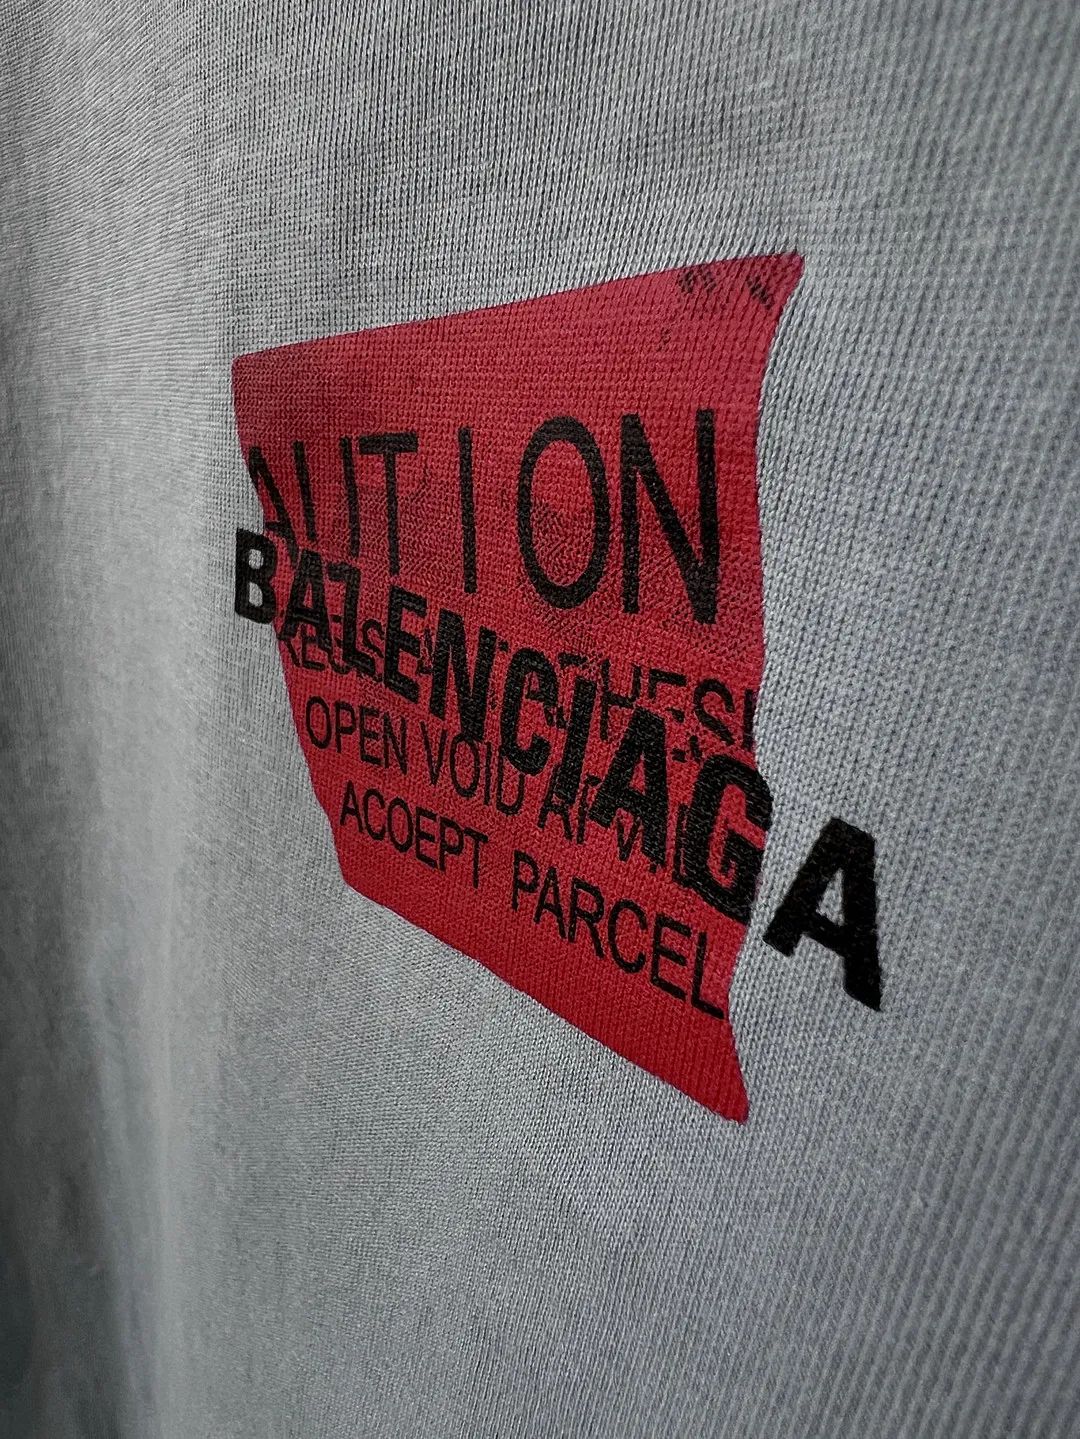 AUTION
BALENCIAGA
OPEN VOID
ACOEPT PARCEL